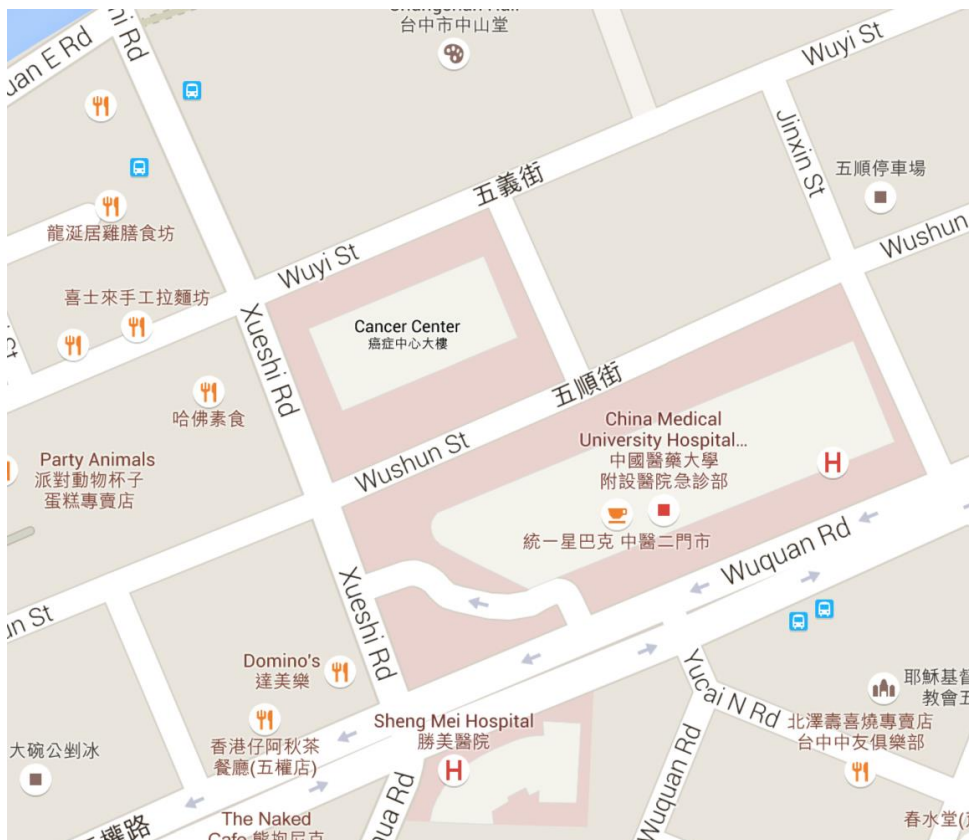 台中市中山堂
Wuyi St
Jinxin St
五順停車場
五義街
Wushun
龍涎居雞膳食坊
Wuyi St
喜士來手工拉麵坊
Xueshi Rd
Cancer Center
癌症中心大樓
哈佛素食
五順街
China Medical
University Hospital...
中國醫藥大學
附設醫院急診部
Wushun St
Party Animals
派對動物杯子
蛋糕專賣店
統一星巴克 中醫二門市
Wuquan Rd
Xueshi Rd
Domino's
達美樂
Yucai N Rd
耶穌基督
教會五
Sheng Mei Hospital
勝美醫院
北澤壽喜燒專賣店
台中中友俱樂部
香港仔阿秋茶
餐廳(五權店)
大碗公剉冰
Wuquan Rd
The Naked
春水堂(